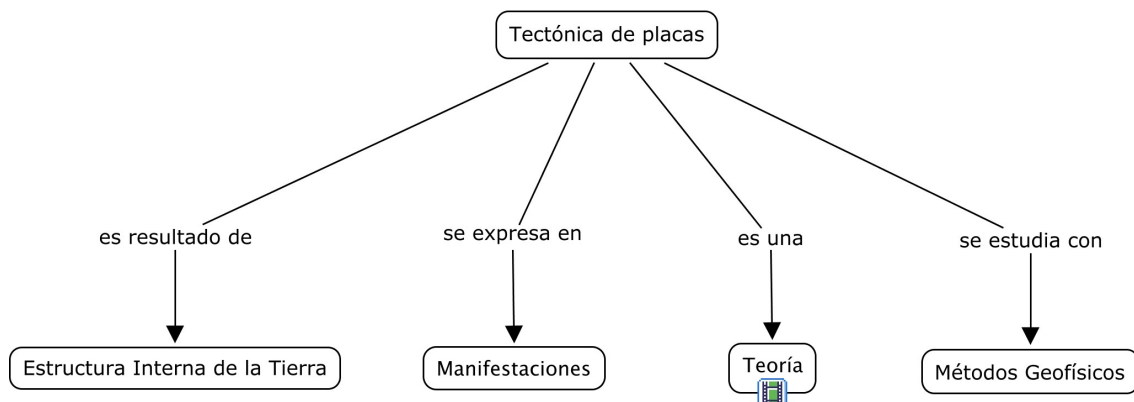 Tectónica de placas
es resultado de
se expresa en
es una
se estudia con
Estructura Interna de la Tierra
Manifestaciones
Teoría
Métodos Geofísicos